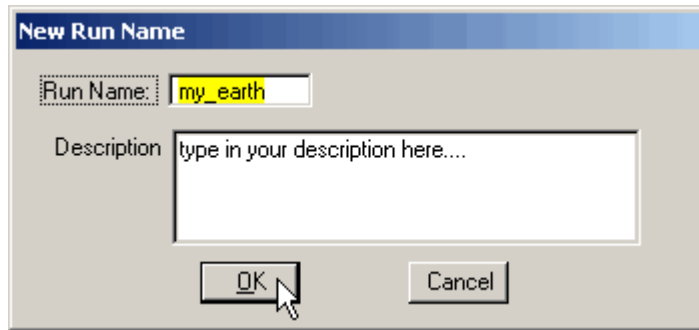 New Run Name
Run Name: my_earth
Description type in your description here....
OK Cancel